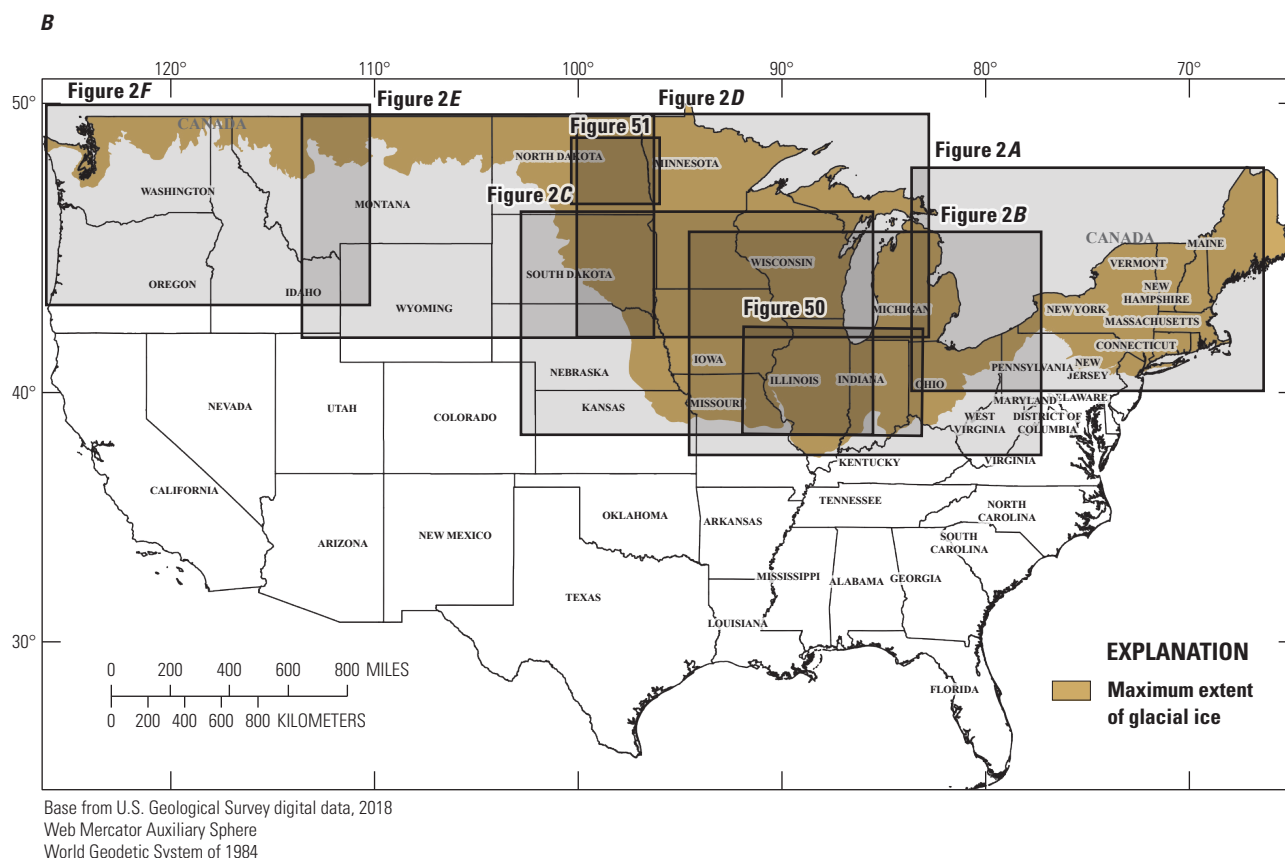 B
120° 110° 100° 90° 80° 70°
50°
40°
30°
Figure 2F
Figure 2E
Figure 2D
Figure 51
Figure 2A
Figure 2C
Figure 2B
Figure 50
CANADA
CANADA
WASHINGTON
OREGON
IDAHO
MONTANA
WYOMING
NORTH DAKOTA
SOUTH DAKOTA
MINNESOTA
WISCONSIN
MICHIGAN
MAINE
VERMONT
NEW
HAMPSHIRE
NEW YORK
MASSACHUSETTS
CONNECTICUT
PENNSYLVANIA
NEW
JERSEY
MARYLAND
DELAWARE
DISTRICT OF
COLUMBIA
WEST
VIRGINIA
VIRGINIA
OHIO
INDIANA
ILLINOIS
IOWA
MISSOURI
NEBRASKA
KANSAS
NEVADA
UTAH
COLORADO
CALIFORNIA
ARIZONA
NEW MEXICO
OKLAHOMA
TEXAS
ARKANSAS
LOUISIANA
MISSISSIPPI
ALABAMA
GEORGIA
FLORIDA
TENNESSEE
KENTUCKY
NORTH
CAROLINA
SOUTH
CAROLINA
0 200 400 600 800 MILES
0 200 400 600 800 KILOMETERS
EXPLANATION
Maximum extent
of glacial ice
Base from U.S. Geological Survey digital data, 2018
Web Mercator Auxiliary Sphere
World Geodetic System of 1984